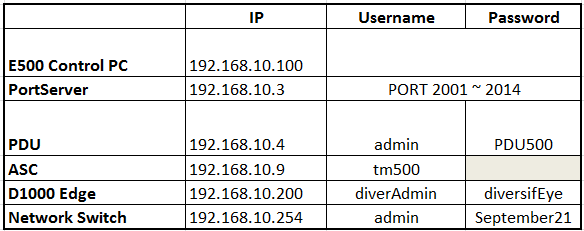 IP Username Password
E500 Control PC 192.168.10.100
PortServer 192.168.10.3 PORT 2001 ~ 2014
PDU 192.168.10.4 admin PDU500
ASC 192.168.10.9 tm500
D1000 Edge 192.168.10.200 diverAdmin diversifEye
Network Switch 192.168.10.254 admin September21